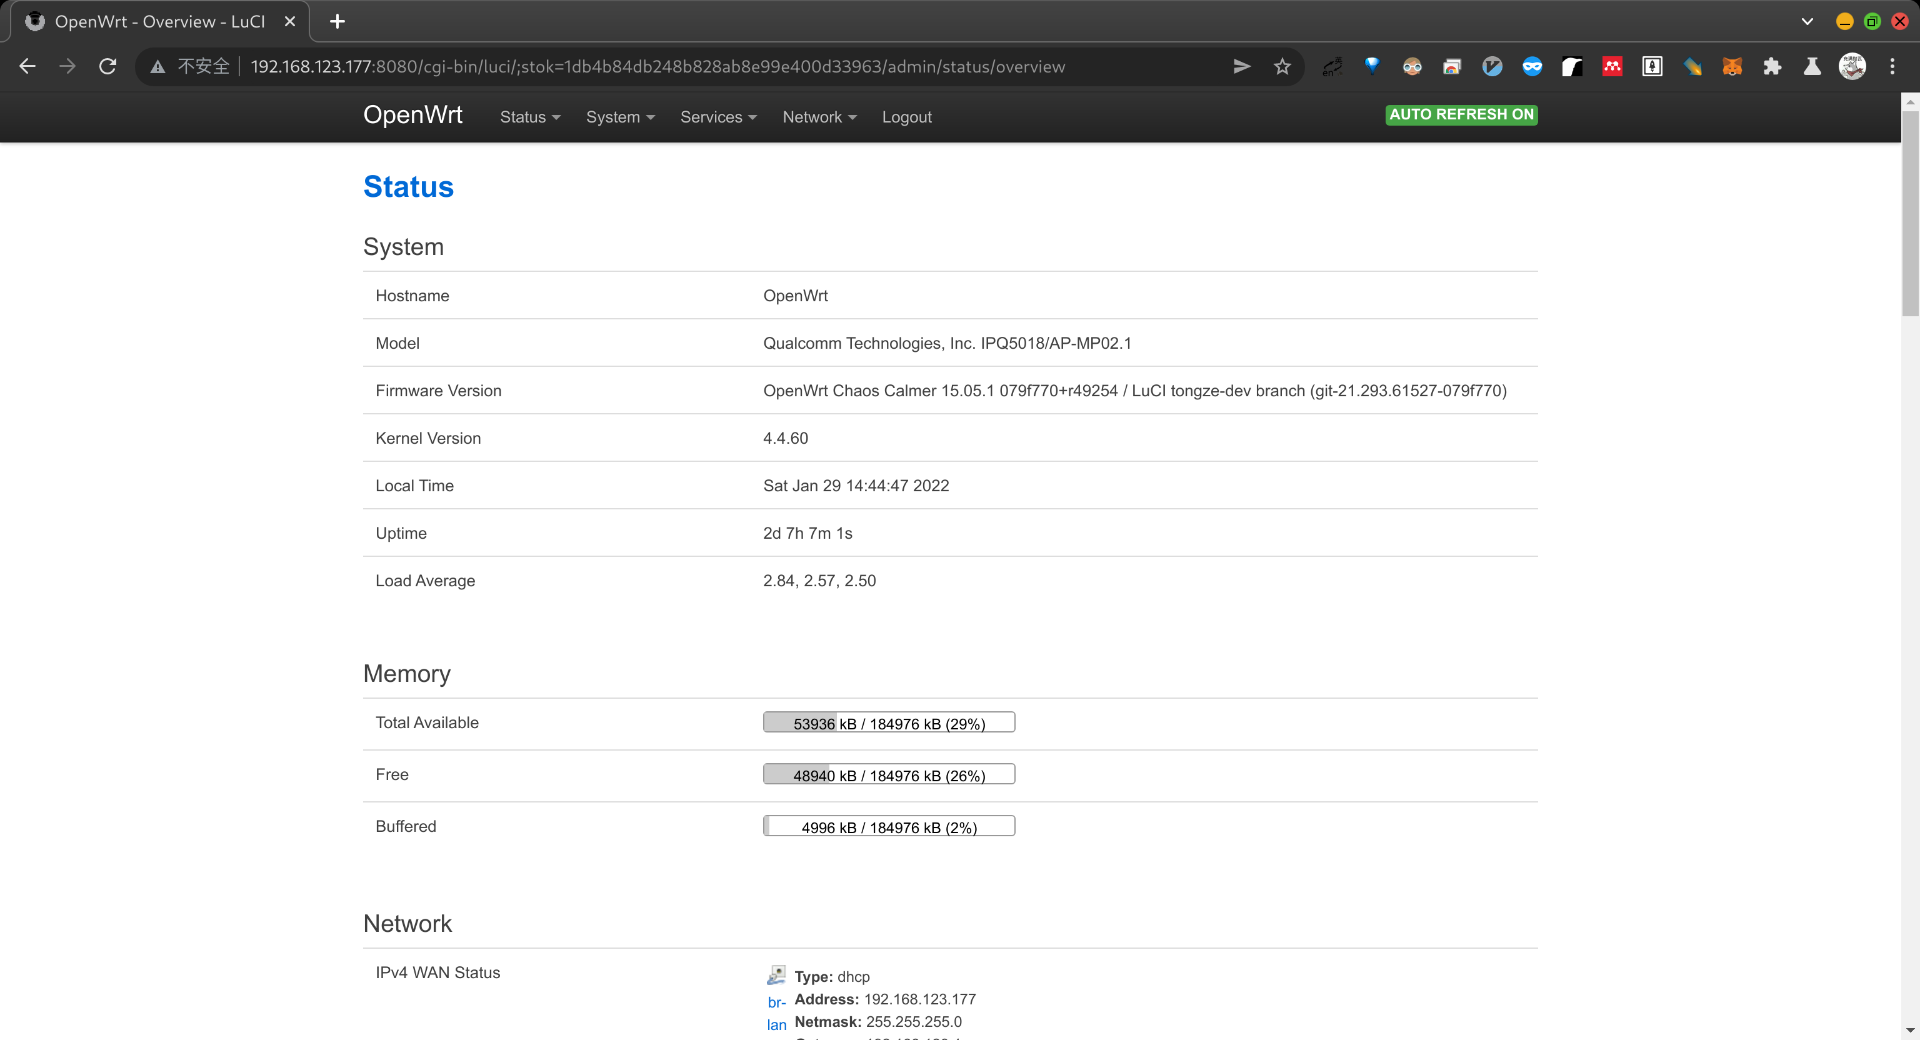 OpenWrt - Overview - LuCI
不安全
192.168.123.177:8080/cgi-bin/luci/;stok=1db4b84db248b828ab8e99e400d33963/admin/status/overview
OpenWrt Status System Services Network Logout AUTO REFRESH ON
Status
System
Hostname OpenWrt
Model Qualcomm Technologies, Inc. IPQ5018/AP-MP02.1
Firmware Version OpenWrt Chaos Calmer 15.05.1 079f770+r49254 / LuCI tongze-dev branch (git-21.293.61527-079f770)
Kernel Version 4.4.60
Local Time Sat Jan 29 14:44:47 2022
Uptime 2d 7h 7m 1s
Load Average 2.84, 2.57, 2.50
Memory
Total Available 53936 kB / 184976 kB (29%)
Free 48940 kB / 184976 kB (26%)
Buffered 4996 kB / 184976 kB (2%)
Network
IPv4 WAN Status
br-
lan
Type: dhcp
Address: 192.168.123.177
Netmask: 255.255.255.0